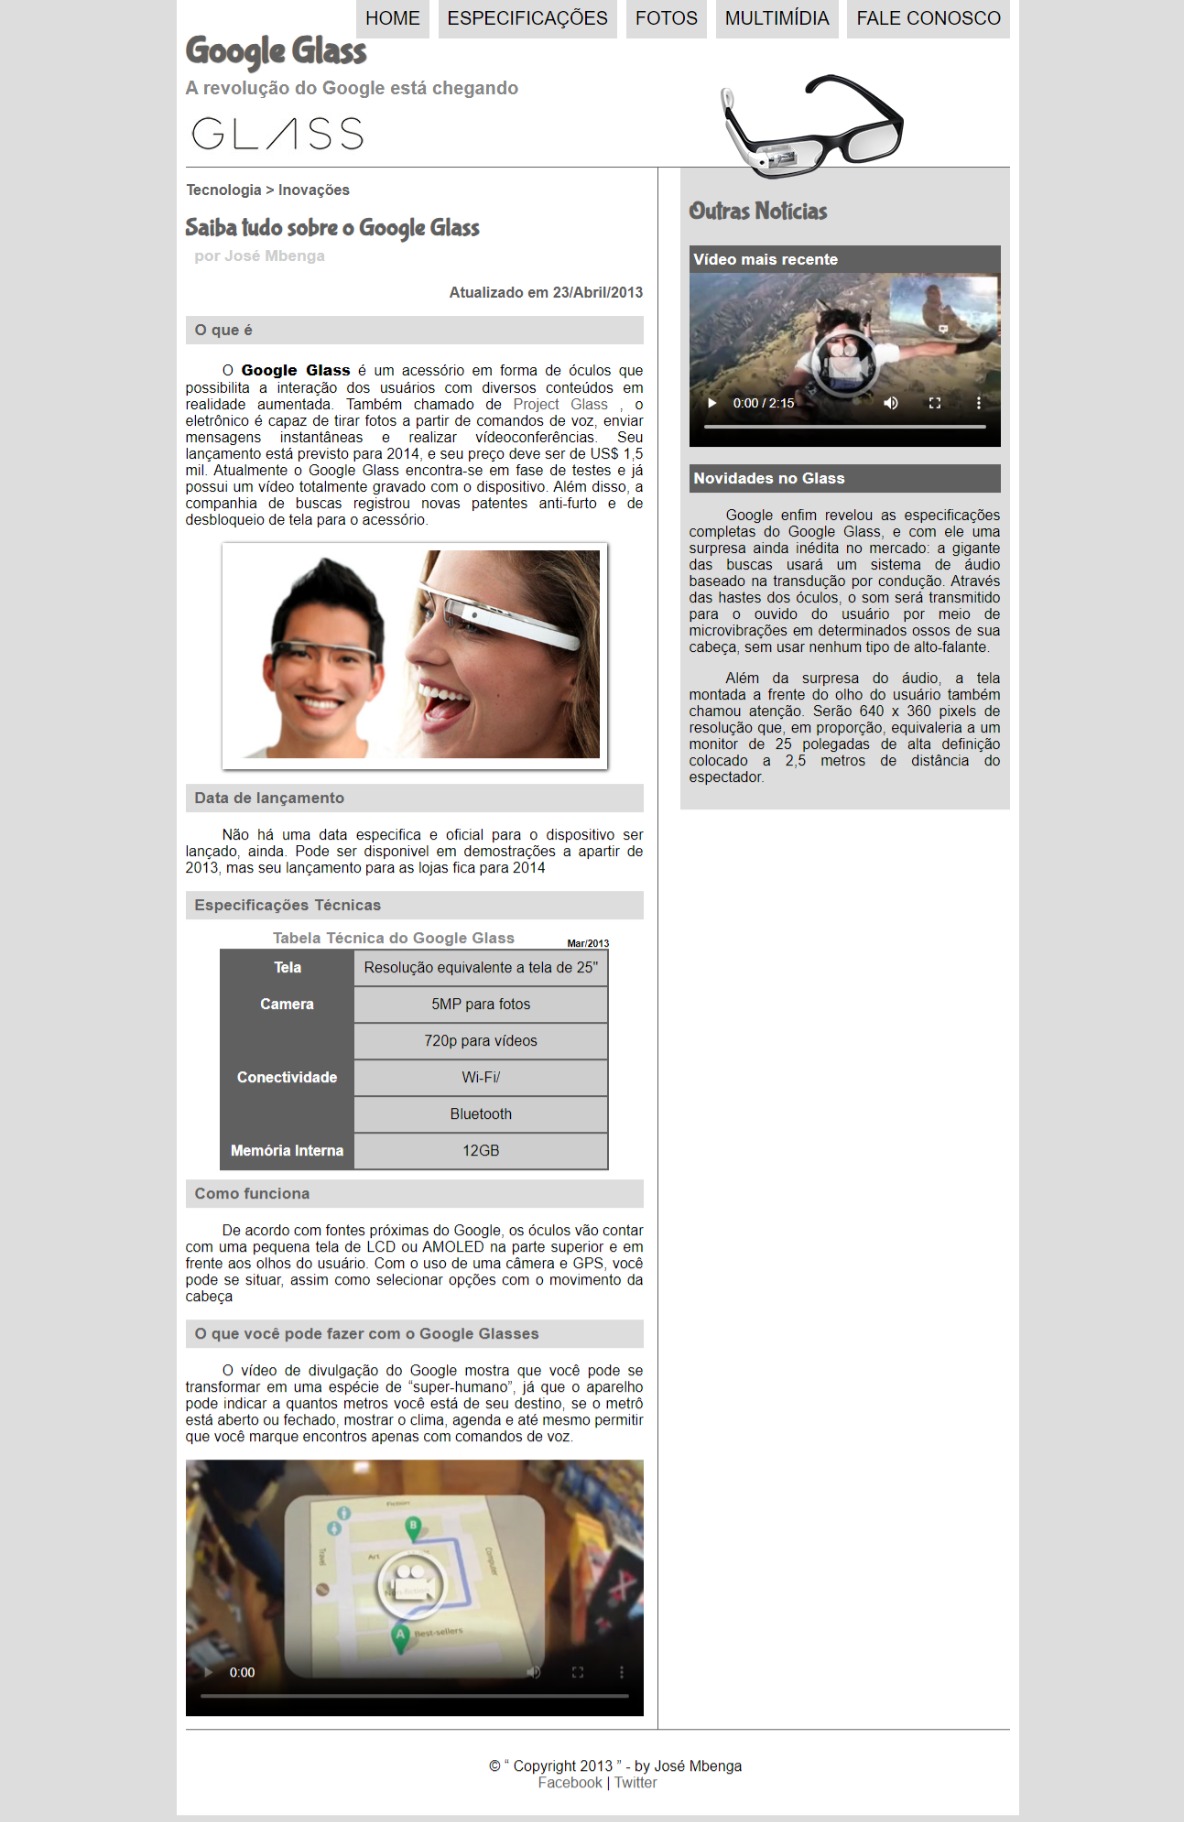 HOME ESPECIFICAÇÕES FOTOS MULTIMÍDIA FALE CONOSCO
Google Glass
A revolução do Google está chegando
GLASS
Tecnologia > Inovações
Saiba tudo sobre o Google Glass
por José Mbenga
Atualizado em 23/Abril/2013
O que é
O Google Glass é um acessório em forma de óculos que
possibilita a interação dos usuários com diversos conteúdos em
realidade aumentada. Também chamado de Project Glass , o
eletrônico é capaz de tirar fotos a partir de comandos de voz, enviar
mensagens instantâneas e realizar vídeoconferências. Seu
lançamento está previsto para 2014, e seu preço deve ser de US$ 1,5
mil. Atualmente o Google Glass encontra-se em fase de testes e já
possui um vídeo totalmente gravado com o dispositivo. Além disso, a
companhia de buscas registrou novas patentes anti-furto e de
desbloqueio de tela para o acessório.
Data de lançamento
Não há uma data especifica e oficial para o dispositivo ser
lançado, ainda. Pode ser disponivel em demostrações a apartir de
2013, mas seu lançamento para as lojas fica para 2014
Especificações Técnicas
Tabela Técnica do Google Glass Mar/2013
Tela Resolução equivalente a tela de 25"
Camera 5MP para fotos
720p para vídeos
Conectividade Wi-Fi/
Bluetooth
Memória Interna 12GB
Como funciona
De acordo com fontes próximas do Google, os óculos vão contar
com uma pequena tela de LCD ou AMOLED na parte superior e em
frente aos olhos do usuário. Com o uso de uma câmera e GPS, você
pode se situar, assim como selecionar opções com o movimento da
cabeça
O que você pode fazer com o Google Glasses
O vídeo de divulgação do Google mostra que você pode se
transformar em uma espécie de “super-humano”, já que o aparelho
pode indicar a quantos metros você está de seu destino, se o metrô
está aberto ou fechado, mostrar o clima, agenda e até mesmo permitir
que você marque encontros apenas com comandos de voz.
Fiction
B
Travel
Art
Computer
A
Best-sellers
0:00
Outras Notícias
Vídeo mais recente
0:00 / 2:15
Novidades no Glass
Google enfim revelou as especificações
completas do Google Glass, e com ele uma
surpresa ainda inédita no mercado: a gigante
das buscas usará um sistema de áudio
baseado na transdução por condução. Através
das hastes dos óculos, o som será transmitido
para o ouvido do usuário por meio de
microvibrações em determinados ossos de sua
cabeça, sem usar nenhum tipo de alto-falante.
Além da surpresa do áudio, a tela
montada a frente do olho do usuário também
chamou atenção. Serão 640 x 360 pixels de
resolução que, em proporção, equivaleria a um
monitor de 25 polegadas de alta definição
colocado a 2,5 metros de distância do
espectador.
© “ Copyright 2013 ” - by José Mbenga
Facebook | Twitter